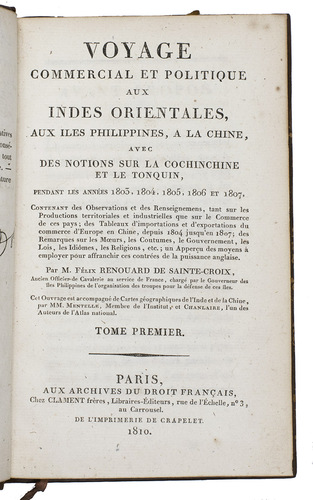 VOYAGE
COMMERCIAL ET POLITIQUE
AUX
INDES ORIENTALES,
AUX ILES PHILIPPINES, A LA CHINE,
AVEC
DES NOTIONS SUR LA COCHINCHINE
ET LE TONQUIN,
PENDANT LES ANNÉES 1803, 1804, 1805, 1806 ET 1807,
CONTENANT des Observations et des Renseignemens, tant sur les
Productions territoriales et industrielles que sur le Commerce
de ces pays; des Tableaux d'importations et d'exportations du
commerce d'Europe en Chine, depuis 1804 jusqu'en 1807; des
Remarques sur les Mœurs, les Coutumes, le Gouvernement, les
Lois, les Idiômes, les Religions, etc.; un Apperçu des moyens à
employer pour affranchir ces contrées de la puissance anglaise.
PAR M. FÉLIX RENOUARD DE SAINTE-CROIX,
Ancien Officier de Cavalerie au service de France, chargé par le Gouverneur des
îles Philippines de l'organisation des troupes pour la défense de ces îles.
Cet Ouvrage est accompagné de Cartes géographiques de l'Inde et de la Chine,
par MM. MENTELLE, Membre de l'Institut, et CHANLAIRE, l'un des
Auteurs de l'Atlas national.
TOME PREMIER.
PARIS,
AUX ARCHIVES DU DROIT FRANÇAIS,
Chez CLAMENT frères, Libraires-Éditeurs, rue de l'Échelle, n° 3,
au Carrousel.
DE L'IMPRIMERIE DE CRAPELET.
1810.